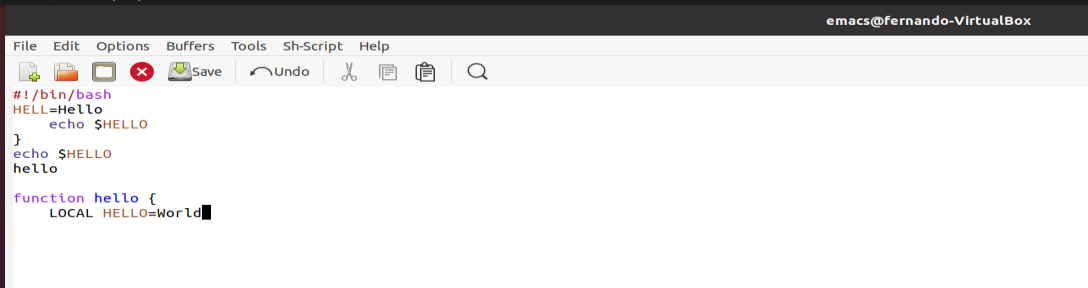 emacs@fernando-VirtualBox
File Edit Options Buffers Tools Sh-Script Help
Save Undo
#!/bin/bash
HELL=Hello
    echo $HELLO
}
echo $HELLO
hello

function hello {
    LOCAL HELLO=World